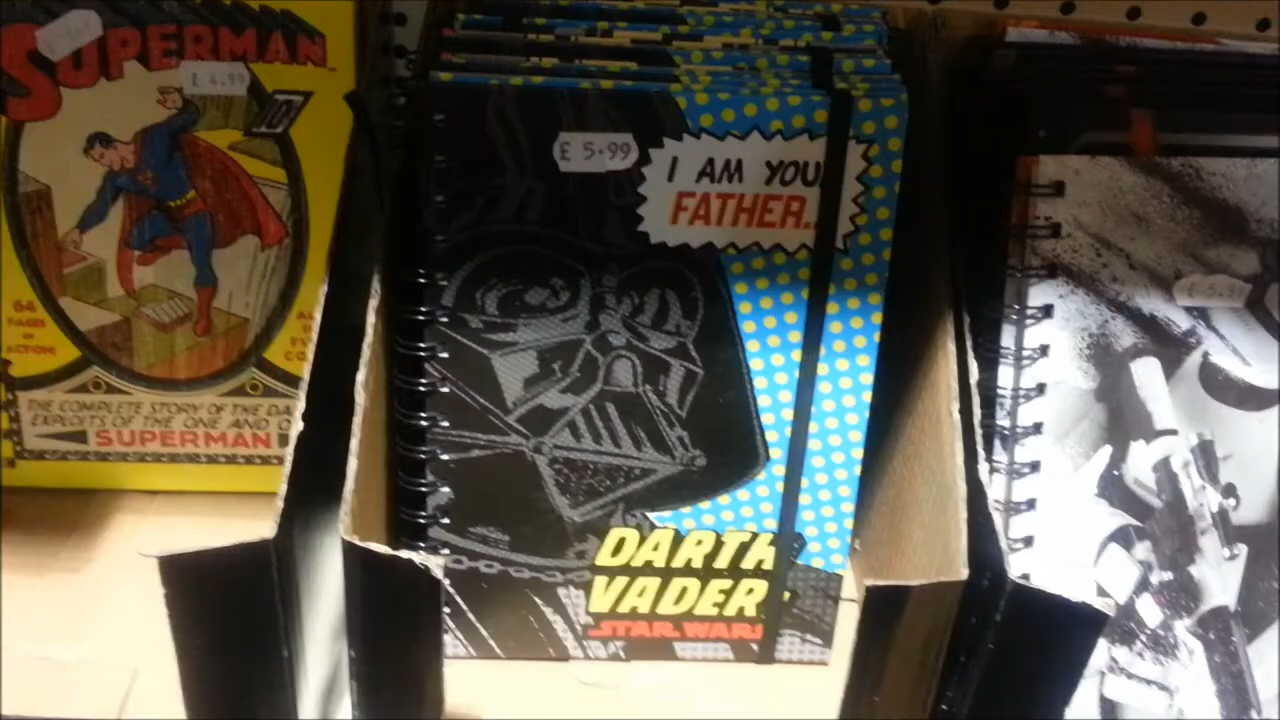 SUPERMAN
£ 4.99
64
PAGES
OF
ACTION!
THE COMPLETE STORY OF THE DA
EXPLOITS OF THE ONE AND O
SUPERMAN
£ 5.99
I AM YOU
FATHER.
DARTH
VADER
STAR WARS